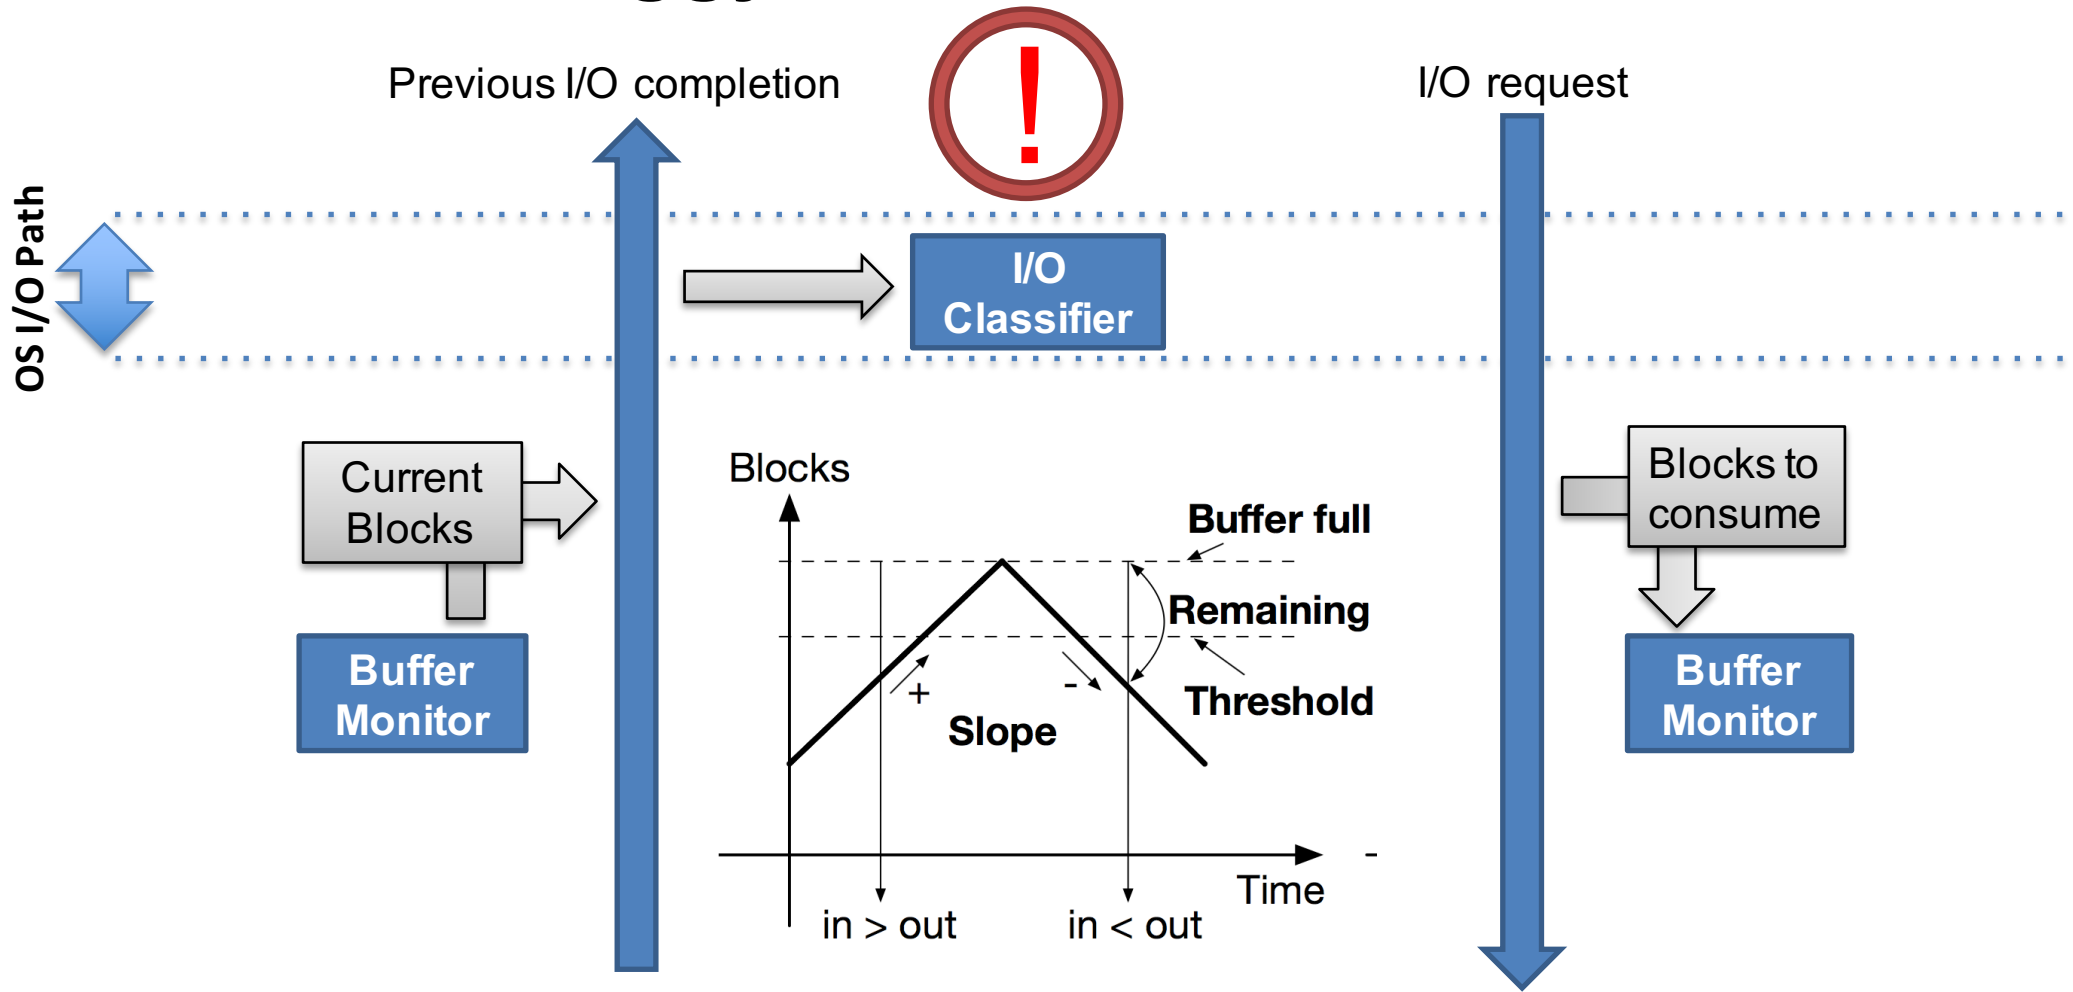 Previous I/O completion
!
I/O request
OS I/O Path
I/O
Classifier
Current
Blocks
Blocks to
consume
Buffer
Monitor
Buffer
Monitor
Blocks
Buffer full
Remaining
Threshold
+
-
Slope
Time
-
in > out
in < out